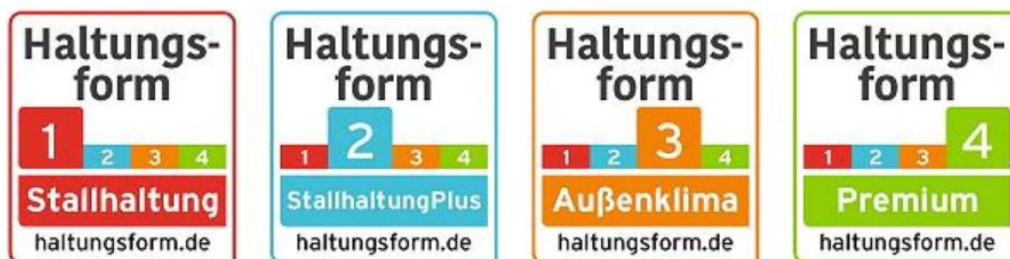 Haltungs-
form
1 2 3 4
Stallhaltung
haltungsform.de
Haltungs-
form
1 2 3 4
StallhaltungPlus
haltungsform.de
Haltungs-
form
1 2 3 4
Außenklima
haltungsform.de
Haltungs-
form
1 2 3 4
Premium
haltungsform.de